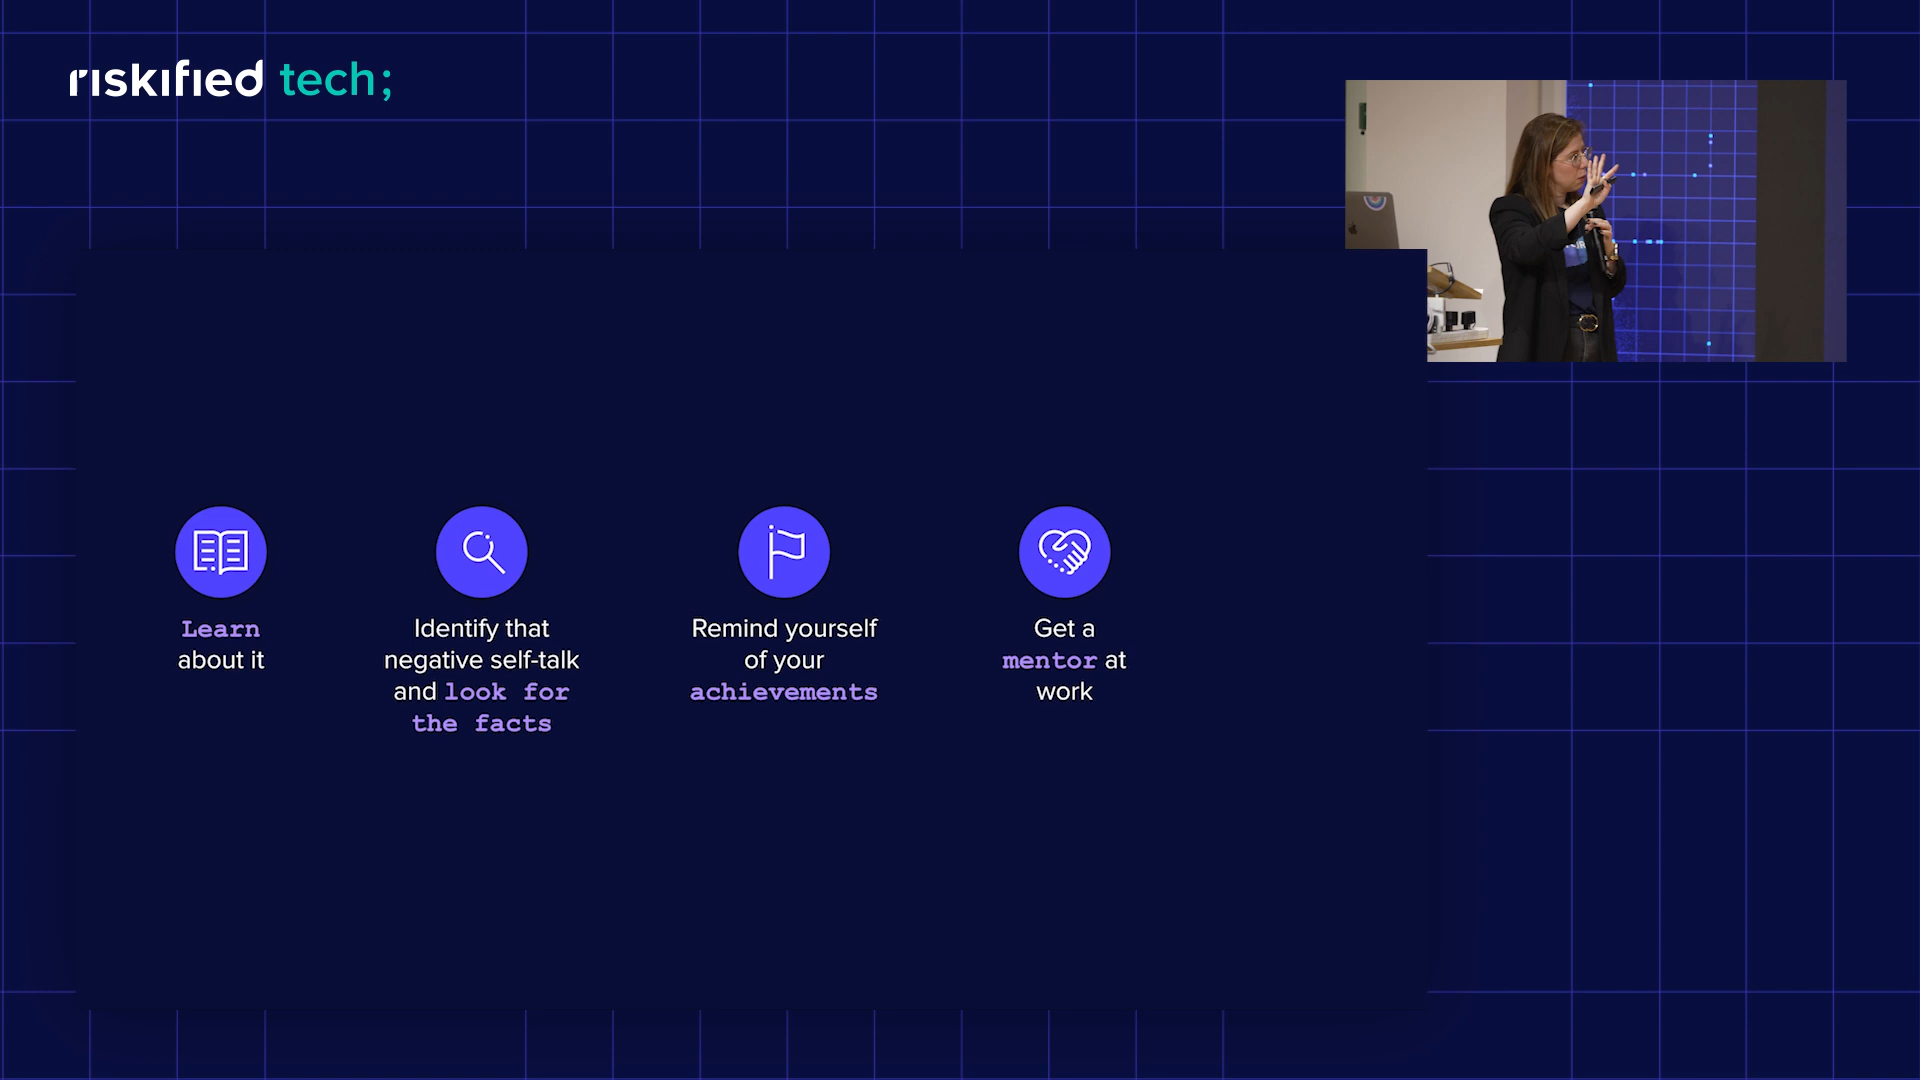 riskified tech;
Learn
about it
Identify that
negative self-talk
and look for
the facts
Remind yourself
of your
achievements
Get a
mentor at
work